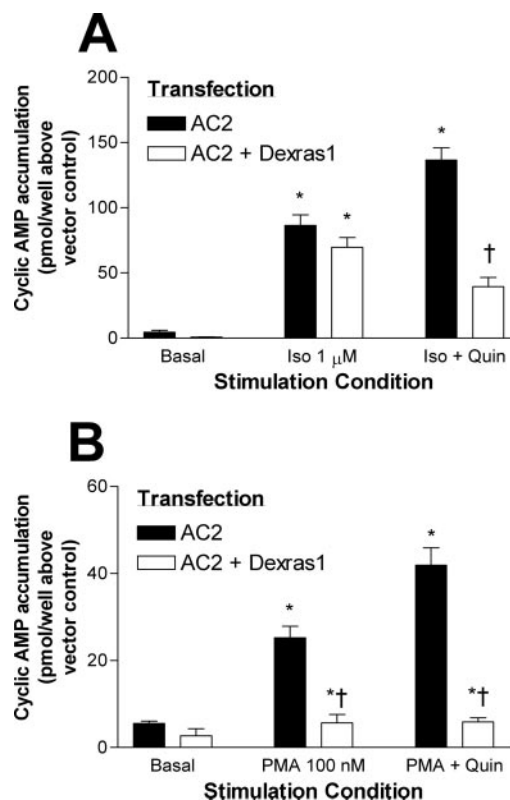 A
Cyclic AMP accumulation
(pmol/well above
vector control)
200
150
100
50
0
Transfection
AC2
AC2 + Dexras1
*
*
*
†
Basal
Iso 1 μM
Iso + Quin
Stimulation Condition
B
Cyclic AMP accumulation
(pmol/well above
vector control)
60
40
20
0
Transfection
AC2
AC2 + Dexras1
*
*†
*
*†
Basal
PMA 100 nM
PMA + Quin
Stimulation Condition